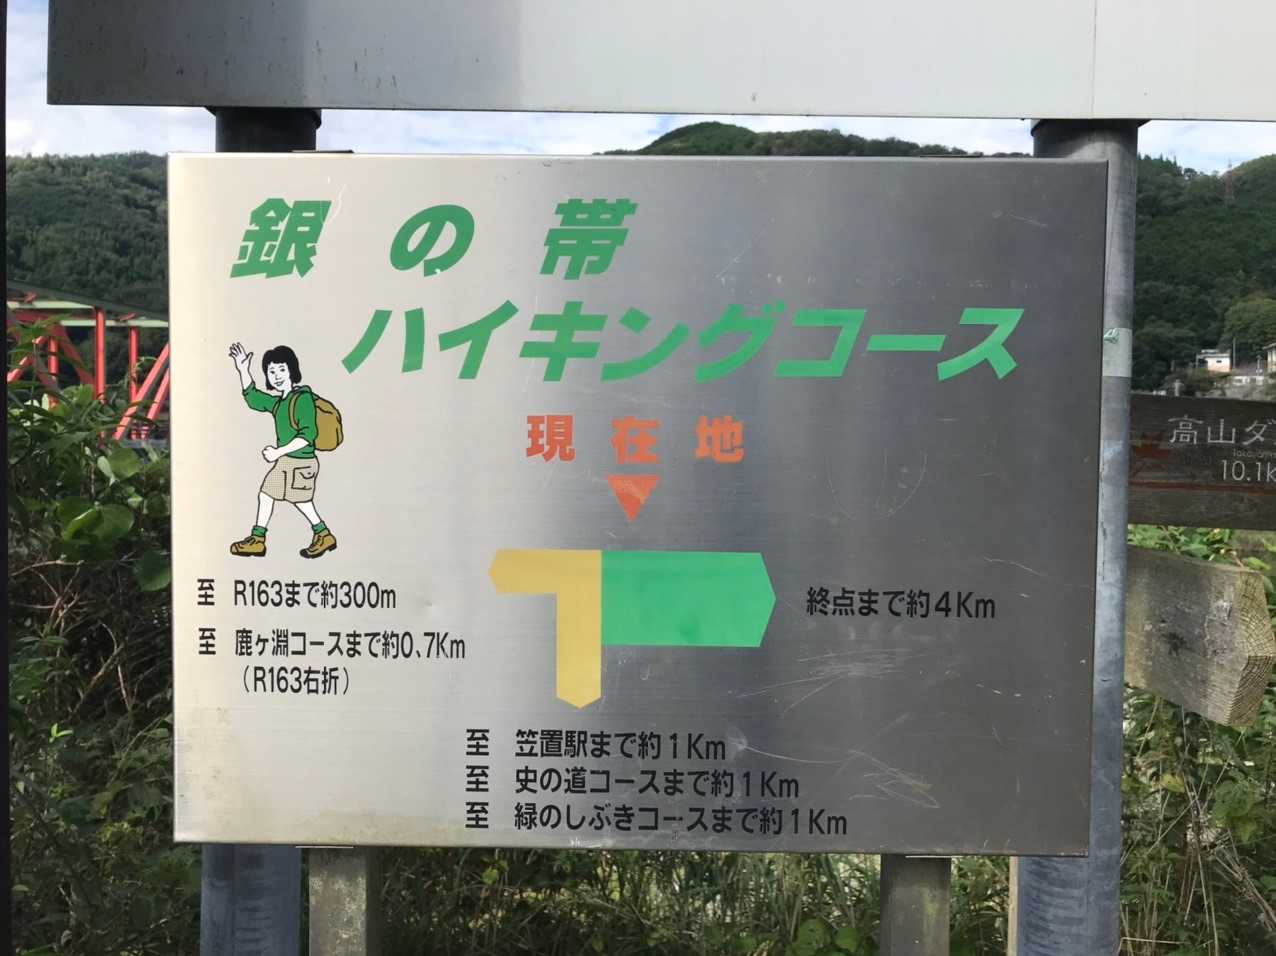 銀の帯
ハイキングコース
現在地
至 R163まで約300m
至 鹿ヶ淵コースまで約0.7Km
(R163右折)
終点まで約4Km
至 笠置駅まで約1Km
至 史の道コースまで約1Km
至 緑のしぶきコースまで約1Km
高山ダ
10.1k